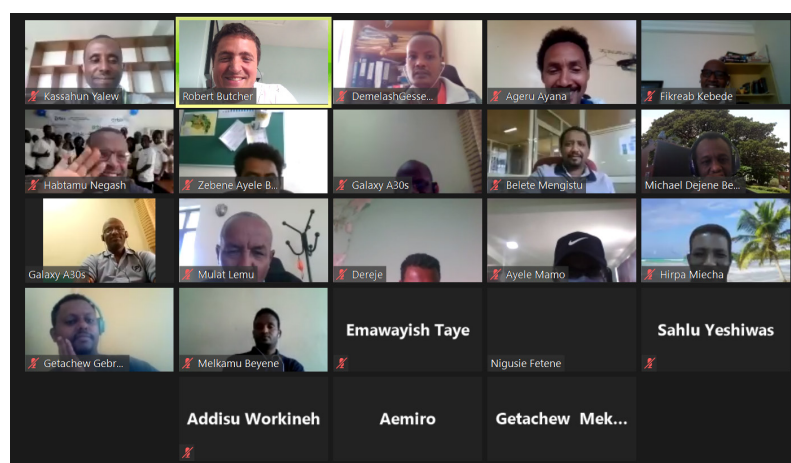 Kassahun Yalew
Robert Butcher
DemelashGesse...
Ageru Ayana
Fikreab Kebede
Habtamu Negash
Zebene Ayele B...
Galaxy A30s
Belete Mengistu
Michael Dejene Be...
Galaxy A30s
Mulat Lemu
Dereje
Ayele Mamo
Hirpa Miecha
Getachew Gebr...
Melkamu Beyene
Emawayish Taye
Nigusie Fetene
Sahlu Yeshiwas
Addisu Workineh
Aemiro
Getachew Mek...